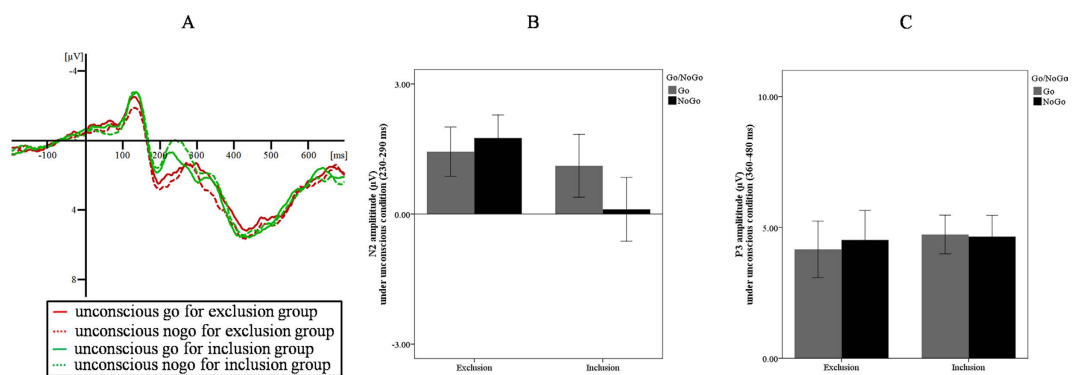 A
[μV]
-4
-100
100
200
300
400
500
[ms]
4
8
unconscious go for exclusion group
unconscious nogo for exclusion group
unconscious go for inclusion group
unconscious nogo for inclusion group
B
N2 amplititude (μV)
under unconscious condition (230-290 ms)
3.00
0.00
-3.00
Exclusion
Inclusion
Go/NoGo
Go
NoGo
C
P3 amplititude (μV)
under unconscious condition (360-480 ms)
10.00
5.00
0.00
Exclusion
Inclusion
Go/NoGo
Go
NoGo